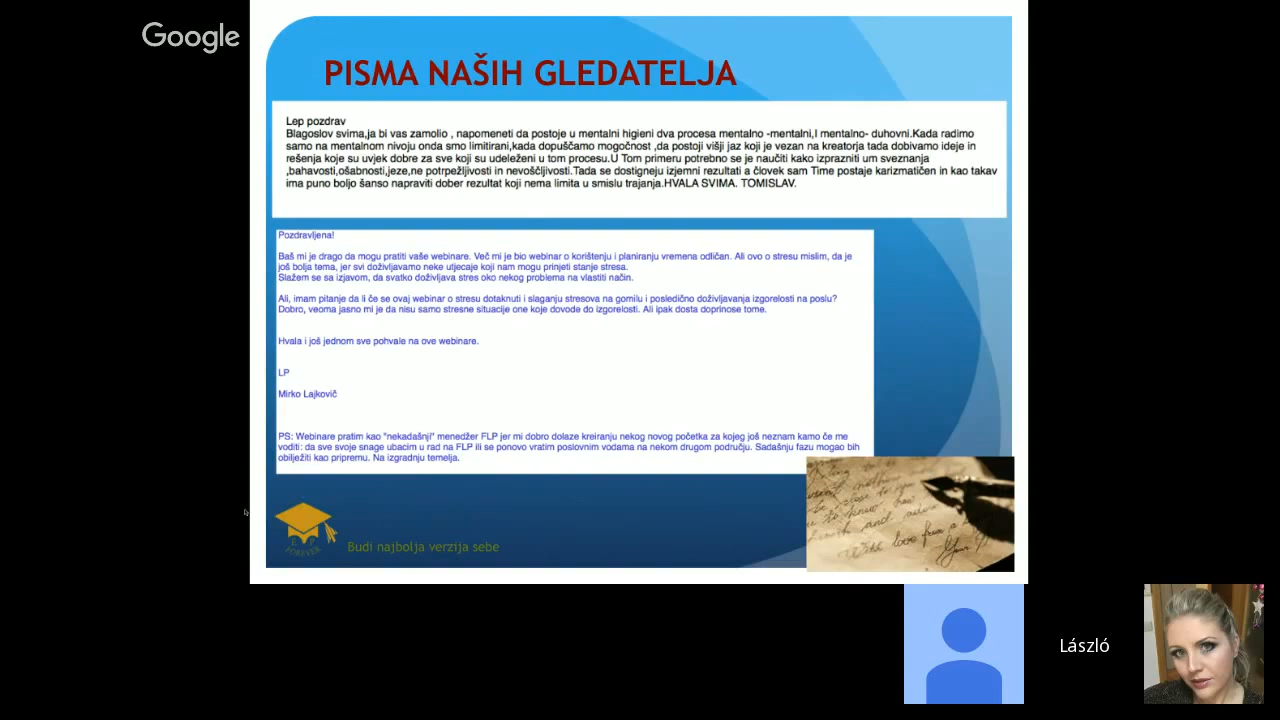 Google
PISMA NAŠIH GLEDATELJA
Lep pozdrav
Blagoslov svima,ja bi vas zamolio , napomeneti da postoje u mentalni higieni dva procesa mentalno -mentalni,I mentalno- duhovni.Kada radimo
samo na mentalnom nivoju onda smo limitirani,kada dopuščamo mogočnost ,da postoji višji jaz koji je vezan na kreatorja tada dobivamo ideje in
rešenja koje su uvjek dobre za sve koji su udeleženi u tom procesu.U Tom primeru potrebno se je naučiti kako izprazniti um sveznanja
,bahavosti,ošabnosti,jeze,ne potrpežljivosti in nevoščljivosti.Tada se dostigneju izjemni rezultati a človek sam Time postaje karizmatičen in kao takav
ima puno boljo šanso napraviti dober rezultat koji nema limita u smislu trajanja.HVALA SVIMA. TOMISLAV.
Pozdravljena!
Baš mi je drago da mogu pratiti vaše webinare. Več mi je bio webinar o korištenju i planiranju vremena odličan. Ali ovo o stresu mislim, da je
još bolja tema, jer svi doživljavamo neke utjecaje koji nam mogu prinjeti stanje stresa.
Slažem se sa izjavom, da svatko doživljava stres oko nekog problema na vlastiti način.
Ali, imam pitanje da li če se ovaj webinar o stresu dotaknuti i slaganju stresova na gomilu i posledično doživljavanja izgorelosti na poslu?
Dobro, veoma jasno mi je da nisu samo stresne situacije one koje dovode do izgorelosti. Ali ipak dosta doprinose tome.
Hvala i još jednom sve pohvale na ove webinare.
LP
Mirko Lajkovič
PS: Webinare pratim kao "nekadašnji" menedžer FLP jer mi dobro dolaze kreiranju nekog novog početka za kojeg još neznam kamo če me
voditi: da sve svoje snage ubacim u rad na FLP ili se ponovo vratim poslovnim vodama na nekom drugom području. Sadašnju fazu mogao bih
obilježiti kao pripremu. Na izgradnju temelja.
FOREVER
Budi najbolja verzija sebe
With love from a
László